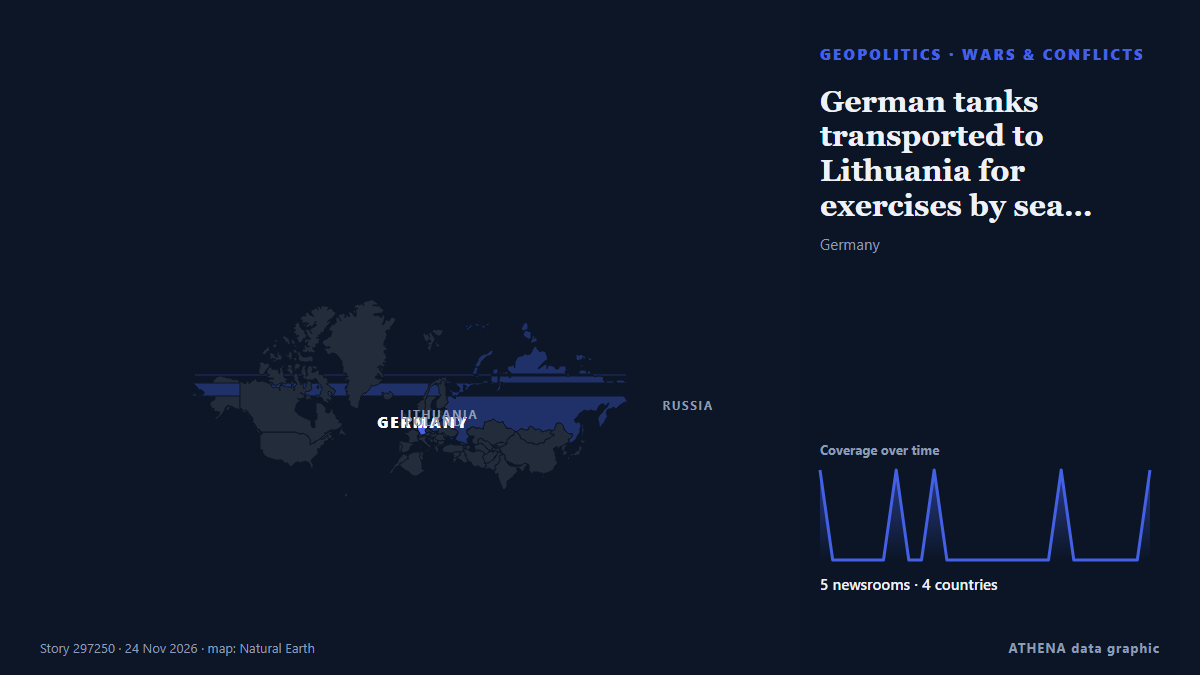 GEOPOLITICS · WARS & CONFLICTS
German tanks
transported to
Lithuania for
exercises by sea...
Germany
RUSSIA
LITHUANIA
GERMANY
Coverage over time
5 newsrooms · 4 countries
Story 297250 · 24 Nov 2026 · map: Natural Earth
ATHENA data graphic